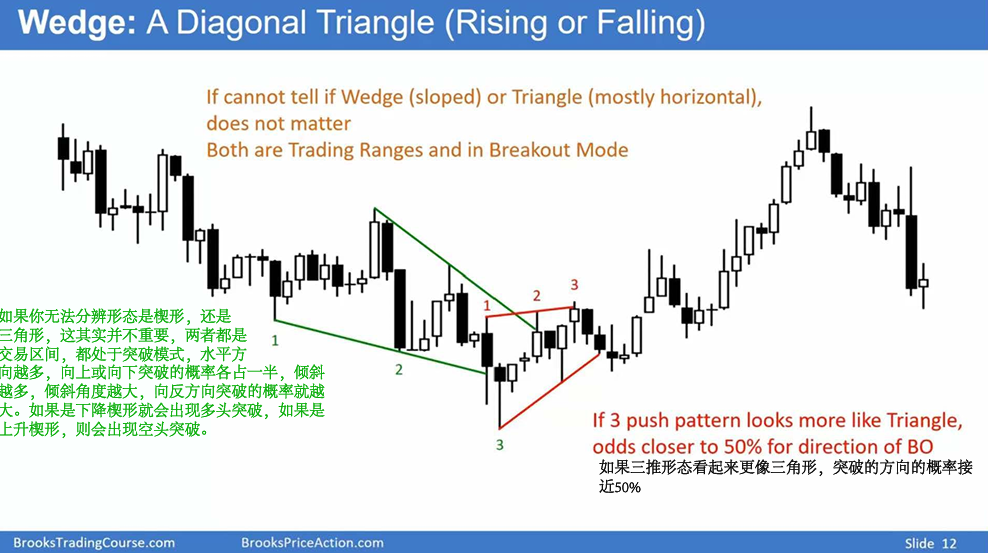 Wedge: A Diagonal Triangle (Rising or Falling)
If cannot tell if Wedge (sloped) or Triangle (mostly horizontal),
does not matter
Both are Trading Ranges and in Breakout Mode
如果你无法分辨形态是楔形，还是
三角形，这其实并不重要，两者都是
交易区间，都处于突破模式，水平方
向越多，向上或向下突破的概率各占一半，倾斜
越多，倾斜角度越大，向反方向突破的概率就越
大。如果是下降楔形就会出现多头突破，如果是
上升楔形，则会出现空头突破。
1
2
3
1
2
3
If 3 push pattern looks more like Triangle,
odds closer to 50% for direction of BO
如果三推形态看起来更像三角形，突破的方向的概率接
近50%
BrooksTradingCourse.com
BrooksPriceAction.com
Slide 12